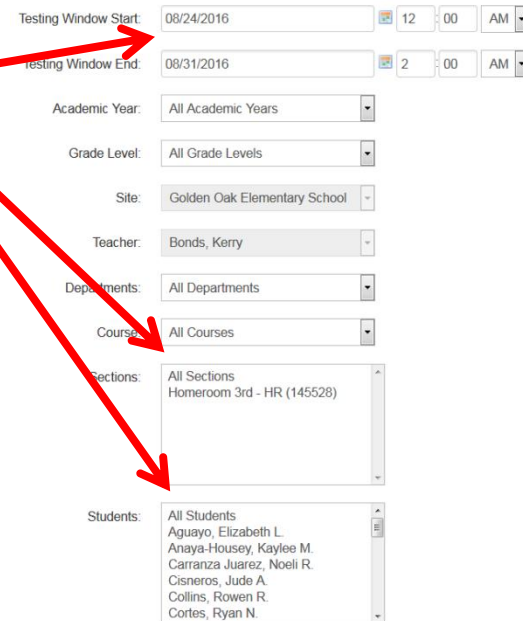 Testing Window Start: 08/24/2016 12 : 00 AM
Testing Window End: 08/31/2016 2 : 00 AM
Academic Year: All Academic Years
Grade Level: All Grade Levels
Site: Golden Oak Elementary School
Teacher: Bonds, Kerry
Departments: All Departments
Course: All Courses
Sections: All Sections
Homeroom 3rd - HR (145528)
Students: All Students
Aguayo, Elizabeth L.
Anaya-Housey, Kaylee M.
Carranza Juarez, Noeli R.
Cisneros, Jude A.
Collins, Rowen R.
Cortes, Ryan N.